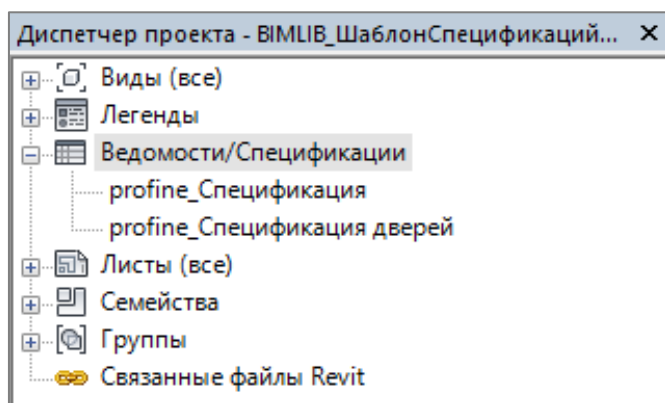 Диспетчер проекта - BIMLIB_ШаблонСпецификаций...
Виды (все)
Легенды
Ведомости/Спецификации
profine_Спецификация
profine_Спецификация дверей
Листы (все)
Семейства
Группы
Связанные файлы Revit